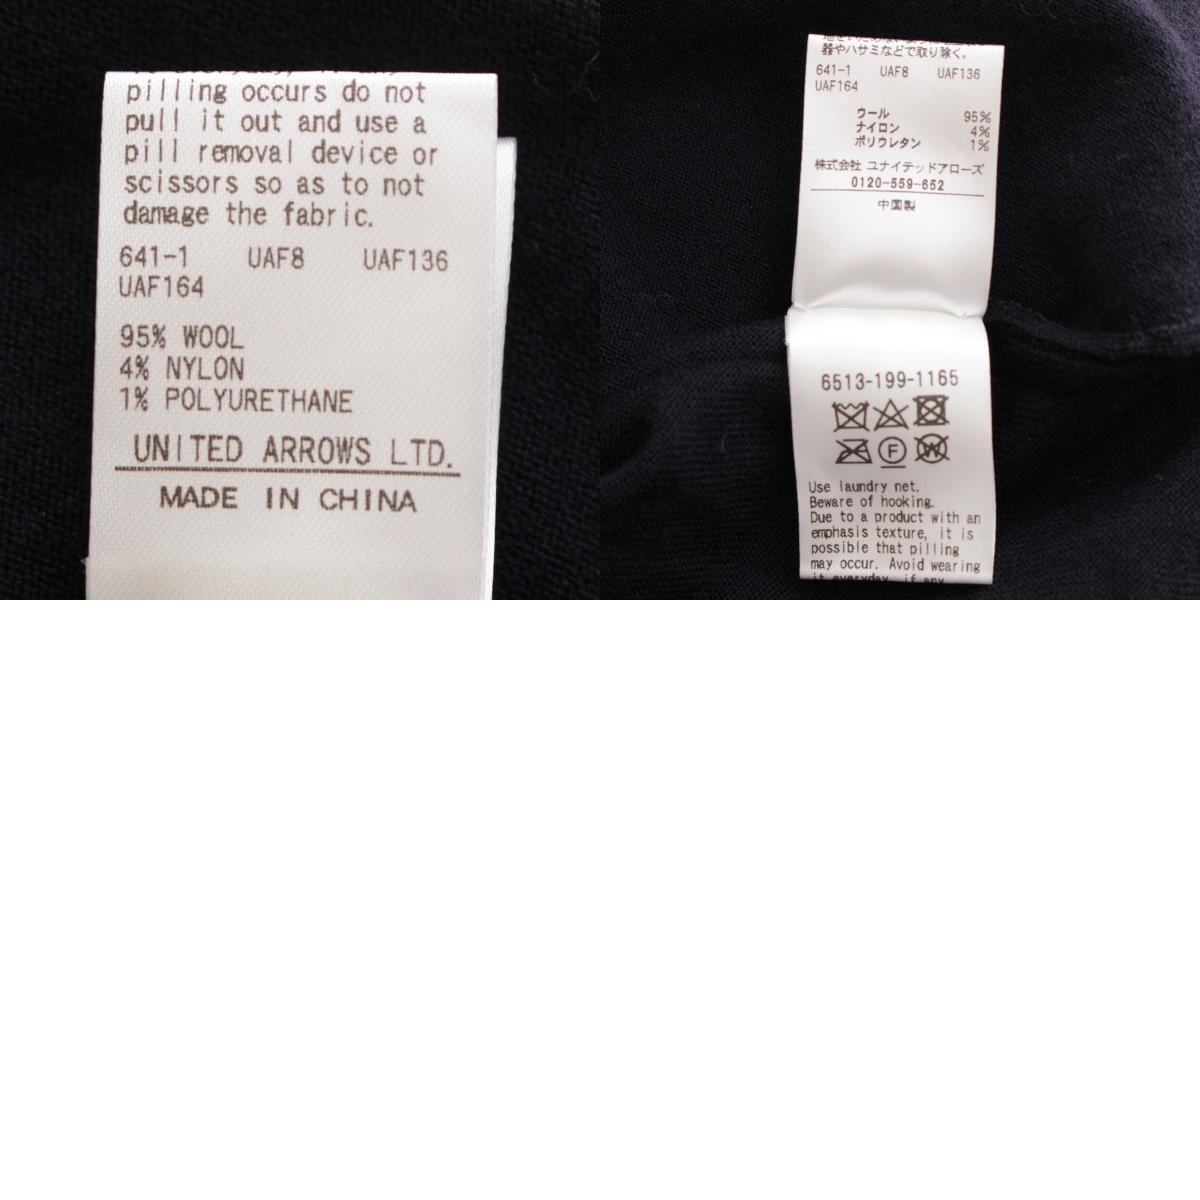 pilling occurs do not
pull it out and use a
pill removal device or
scissors so as to not
damage the fabric.
641-1 UAF8 UAF136
UAF164
95% WOOL
4% NYLON
1% POLYURETHANE
UNITED ARROWS LTD.
MADE IN CHINA
器やハサミなどで取り除く。
641-1 UAF8 UAF136
UAF164
ウール 95%
ナイロン 4%
ポリウレタン 1%
株式会社 ユナイテッドアローズ
0120-559-652
中国製
6513-199-1165
F
W
Use laundry net.
Beware of hooking.
Due to a product with an
emphasis texture, it is
possible that pilling
may occur. Avoid wearing
it everyday, if any